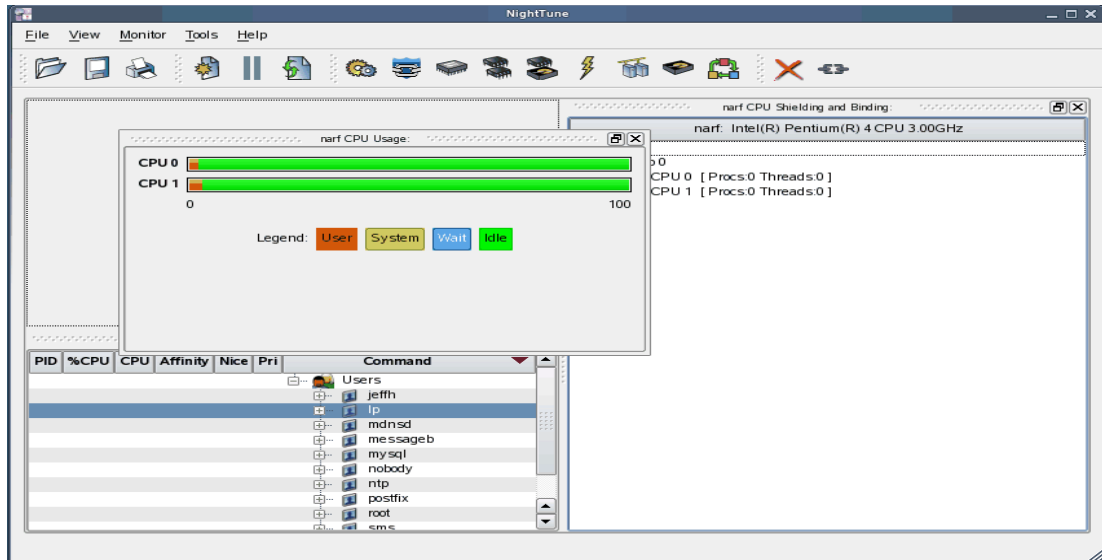 NightTune
File View Monitor Tools Help
narf CPU Shielding and Binding:
narf: Intel(R) Pentium(R) 4 CPU 3.00GHz
0
CPU 0 [ Procs:0 Threads:0 ]
CPU 1 [ Procs:0 Threads:0 ]
narf CPU Usage:
CPU 0
CPU 1
0 100
Legend: User System Wait Idle
PID %CPU CPU Affinity Nice Pri Command
Users
jeffh
lp
mdnsd
messageb
mysql
nobody
ntp
postfix
root
sms